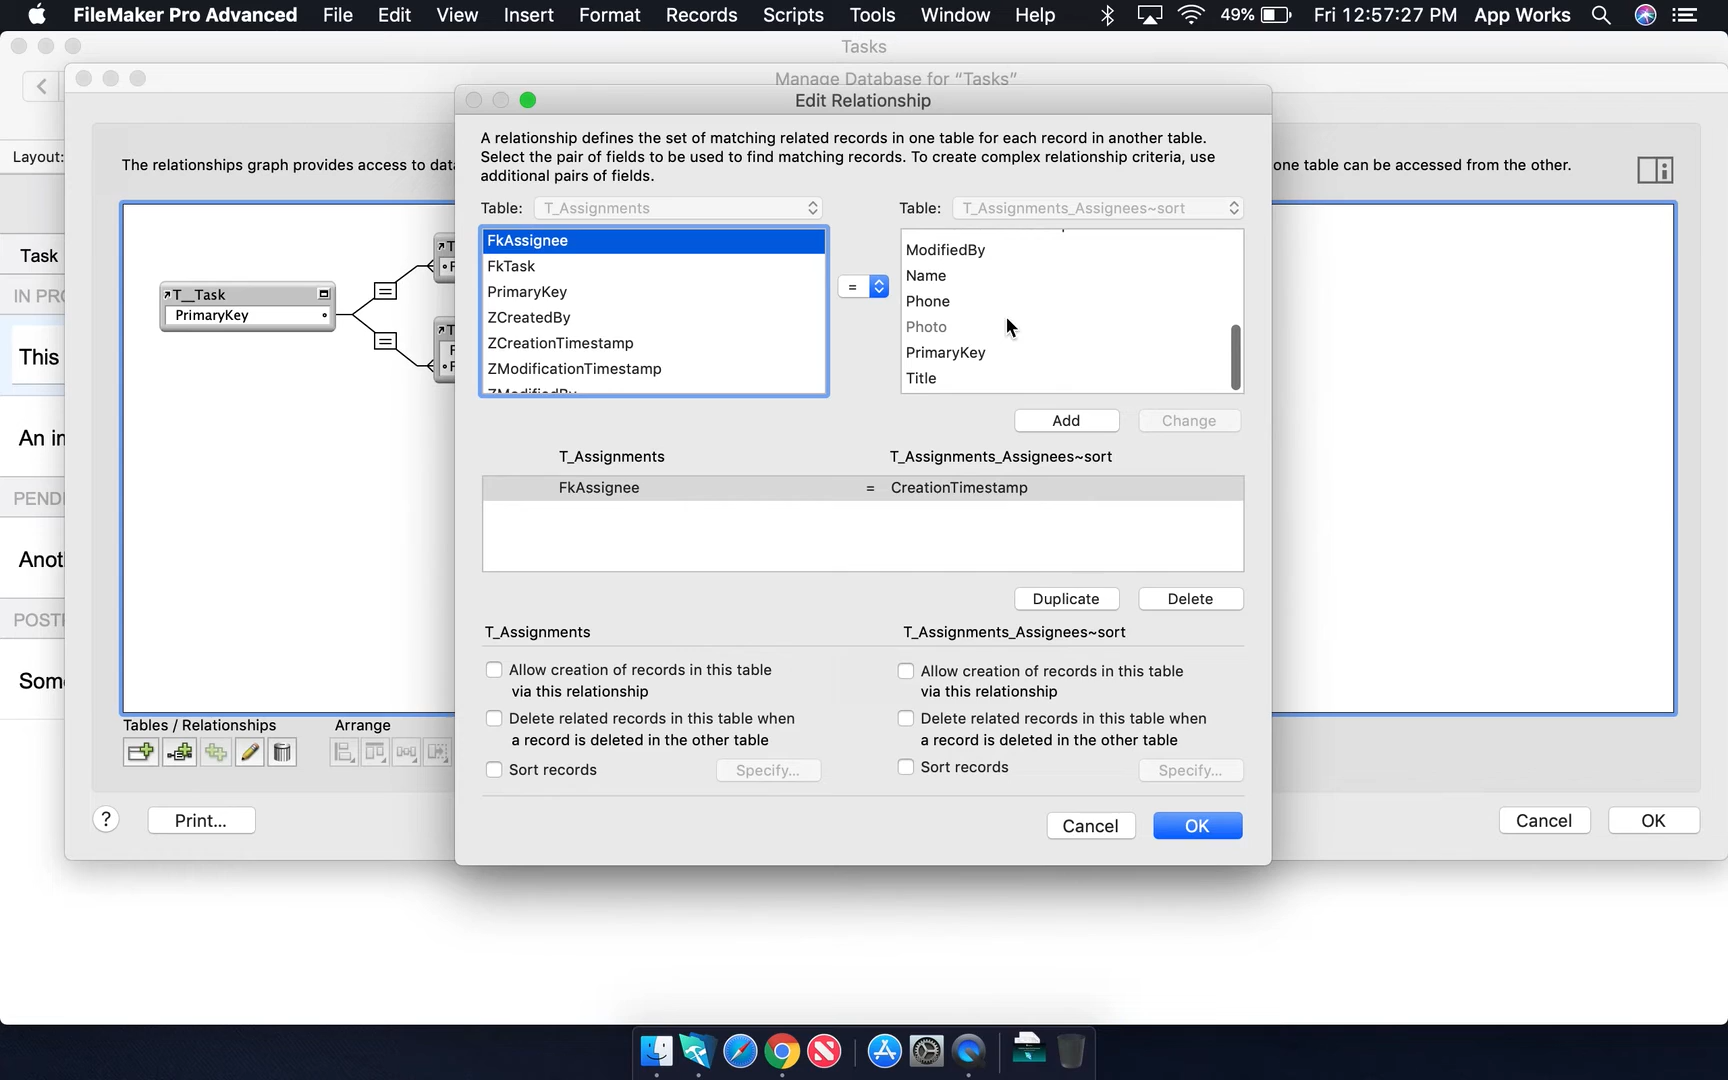 FileMaker Pro Advanced File Edit View Insert Format Records Scripts Tools Window Help 49% Fri 12:57:27 PM App Works
Tasks
Manage Database for “Tasks”
Edit Relationship
A relationship defines the set of matching related records in one table for each record in another table.
Select the pair of fields to be used to find matching records. To create complex relationship criteria, use
additional pairs of fields.
Layout:
The relationships graph provides access to data
one table can be accessed from the other.
Table: T_Assignments
Table: T_Assignments_Assignees~sort
FkAssignee
FkTask
PrimaryKey
ZCreatedBy
ZCreationTimestamp
ZModificationTimestamp
ZModifiedBy
=
ModifiedBy
Name
Phone
Photo
PrimaryKey
Title
Add Change
T_Assignments T_Assignments_Assignees~sort
FkAssignee = CreationTimestamp
Duplicate Delete
T_Assignments
Allow creation of records in this table
via this relationship
Delete related records in this table when
a record is deleted in the other table
Sort records Specify...
T_Assignments_Assignees~sort
Allow creation of records in this table
via this relationship
Delete related records in this table when
a record is deleted in the other table
Sort records Specify...
Cancel OK
T__Task
PrimaryKey
Task
IN PRO
This
An im
PENDI
Anoth
POSTP
Some
Tables / Relationships Arrange
? Print...
Cancel OK